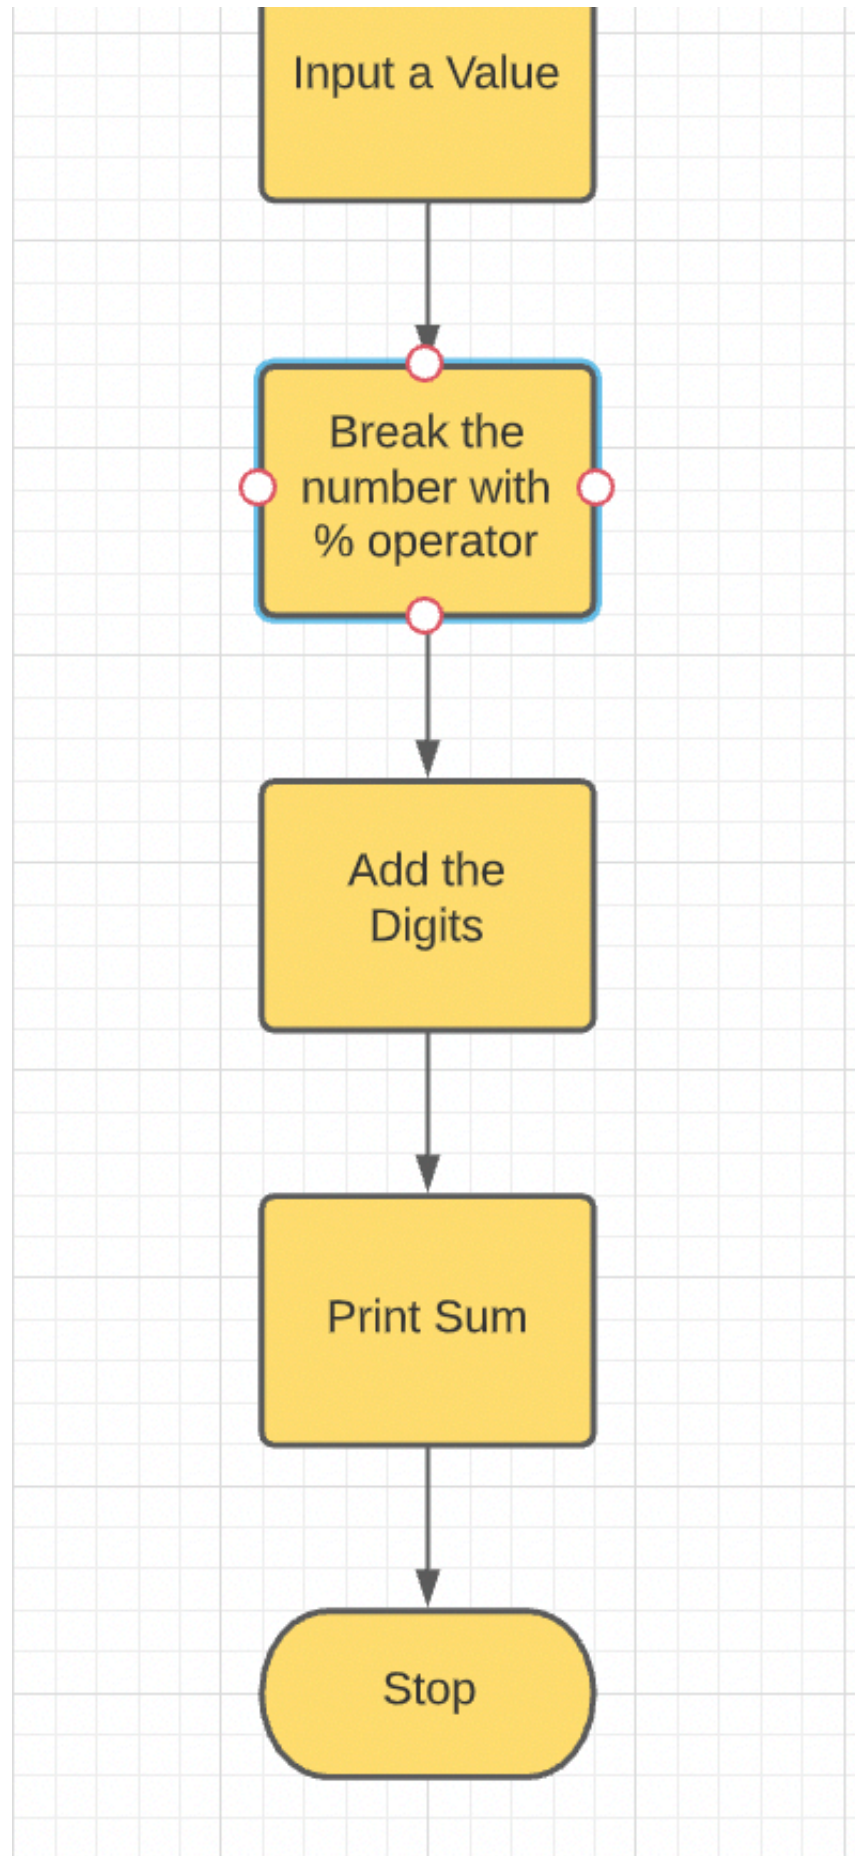 Input a Value
Break the
number with
% operator
Add the
Digits
Print Sum
Stop